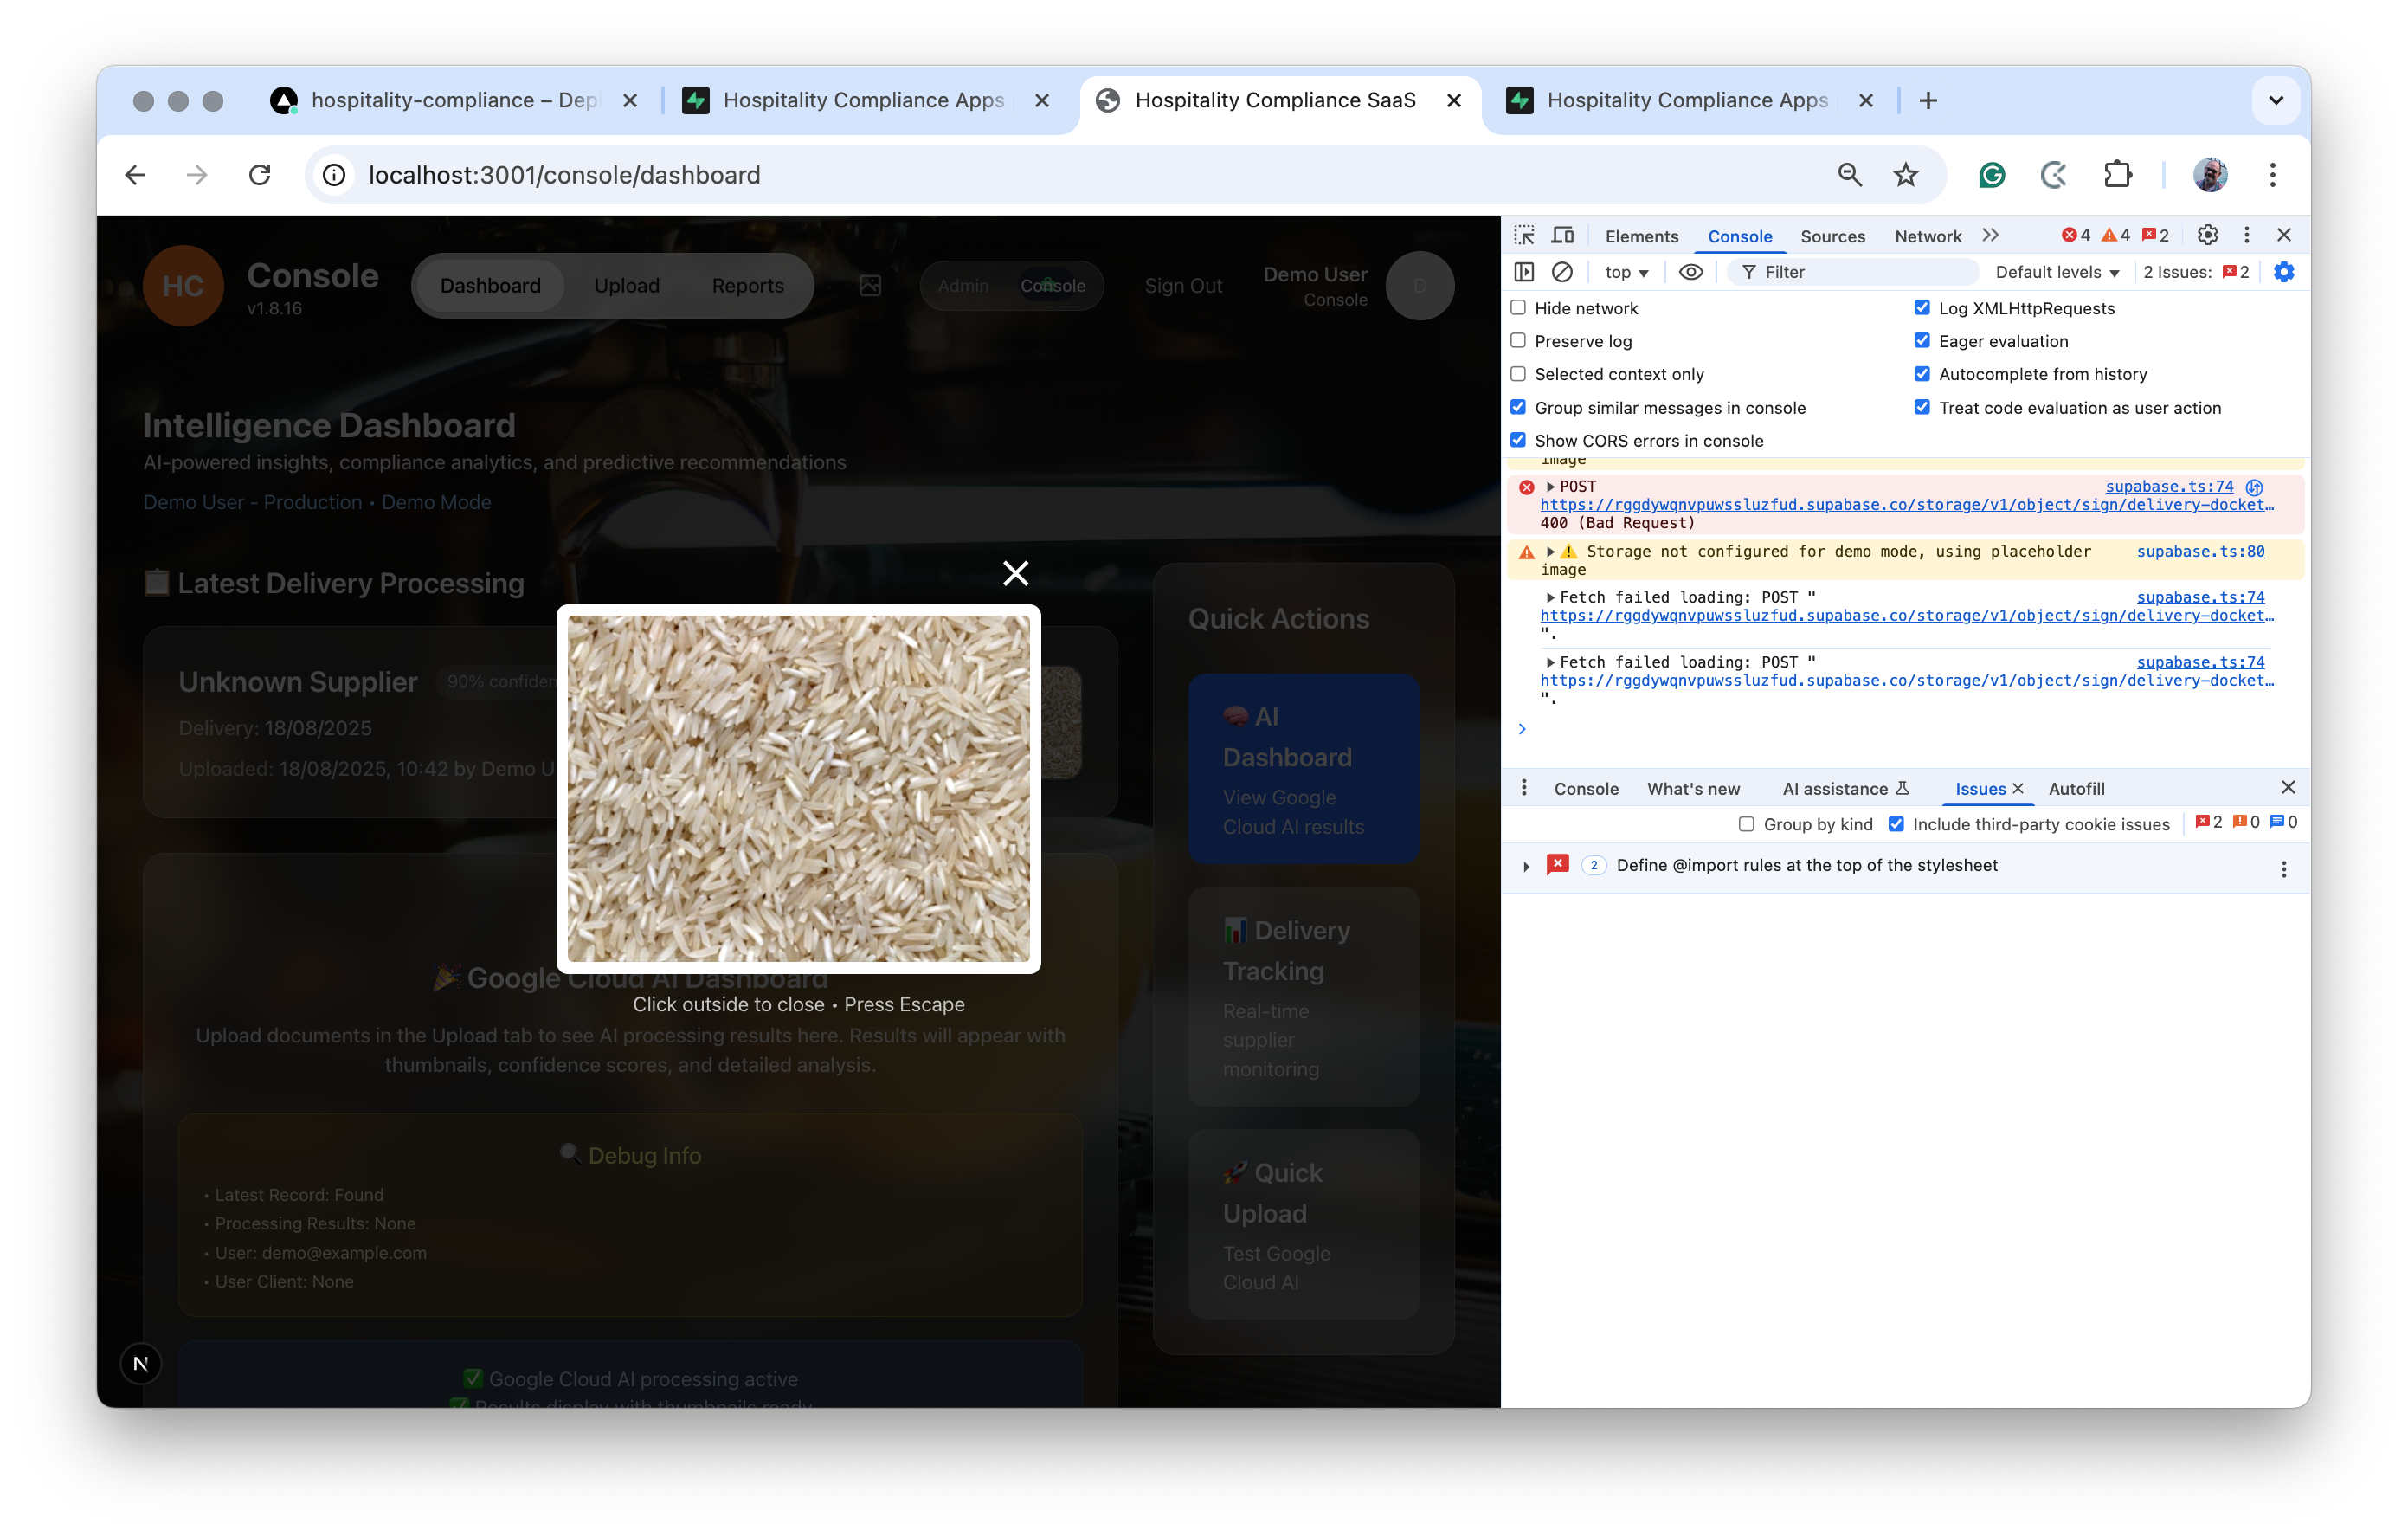 hospitality-compliance – Dep
Hospitality Compliance Apps
Hospitality Compliance SaaS
Hospitality Compliance Apps
localhost:3001/console/dashboard
HC
Console
v1.8.16
Dashboard
Upload
Reports
Admin
Console
Sign Out
Demo User
Console
D
Intelligence Dashboard
AI-powered insights, compliance analytics, and predictive recommendations
Demo User - Production • Demo Mode
Latest Delivery Processing
Unknown Supplier
90% confiden
Delivery: 18/08/2025
Uploaded: 18/08/2025, 10:42 by Demo U
Click outside to close • Press Escape
Google Cloud AI Dashboard
Upload documents in the Upload tab to see AI processing results here. Results will appear with
thumbnails, confidence scores, and detailed analysis.
Debug Info
• Latest Record: Found
• Processing Results: None
• User: demo@example.com
• User Client: None
Google Cloud AI processing active
Results display with thumbnails ready
N
Quick Actions
AI
Dashboard
View Google
Cloud AI results
Delivery
Tracking
Real-time
supplier
monitoring
Quick
Upload
Test Google
Cloud AI
Elements
Console
Sources
Network
4
4
2
top
Filter
Default levels
2 Issues:
2
Hide network
Log XMLHttpRequests
Preserve log
Eager evaluation
Selected context only
Autocomplete from history
Group similar messages in console
Treat code evaluation as user action
Show CORS errors in console
image
POST
supabase.ts:74
https://rggdywqnvpuwssluzfud.supabase.co/storage/v1/object/sign/delivery-docket…
400 (Bad Request)
Storage not configured for demo mode, using placeholder
supabase.ts:80
image
Fetch failed loading: POST "
supabase.ts:74
https://rggdywqnvpuwssluzfud.supabase.co/storage/v1/object/sign/delivery-docket…
".
Fetch failed loading: POST "
supabase.ts:74
https://rggdywqnvpuwssluzfud.supabase.co/storage/v1/object/sign/delivery-docket…
".
Console
What's new
AI assistance
Issues
Autofill
Group by kind
Include third-party cookie issues
2
0
0
2
Define @import rules at the top of the stylesheet